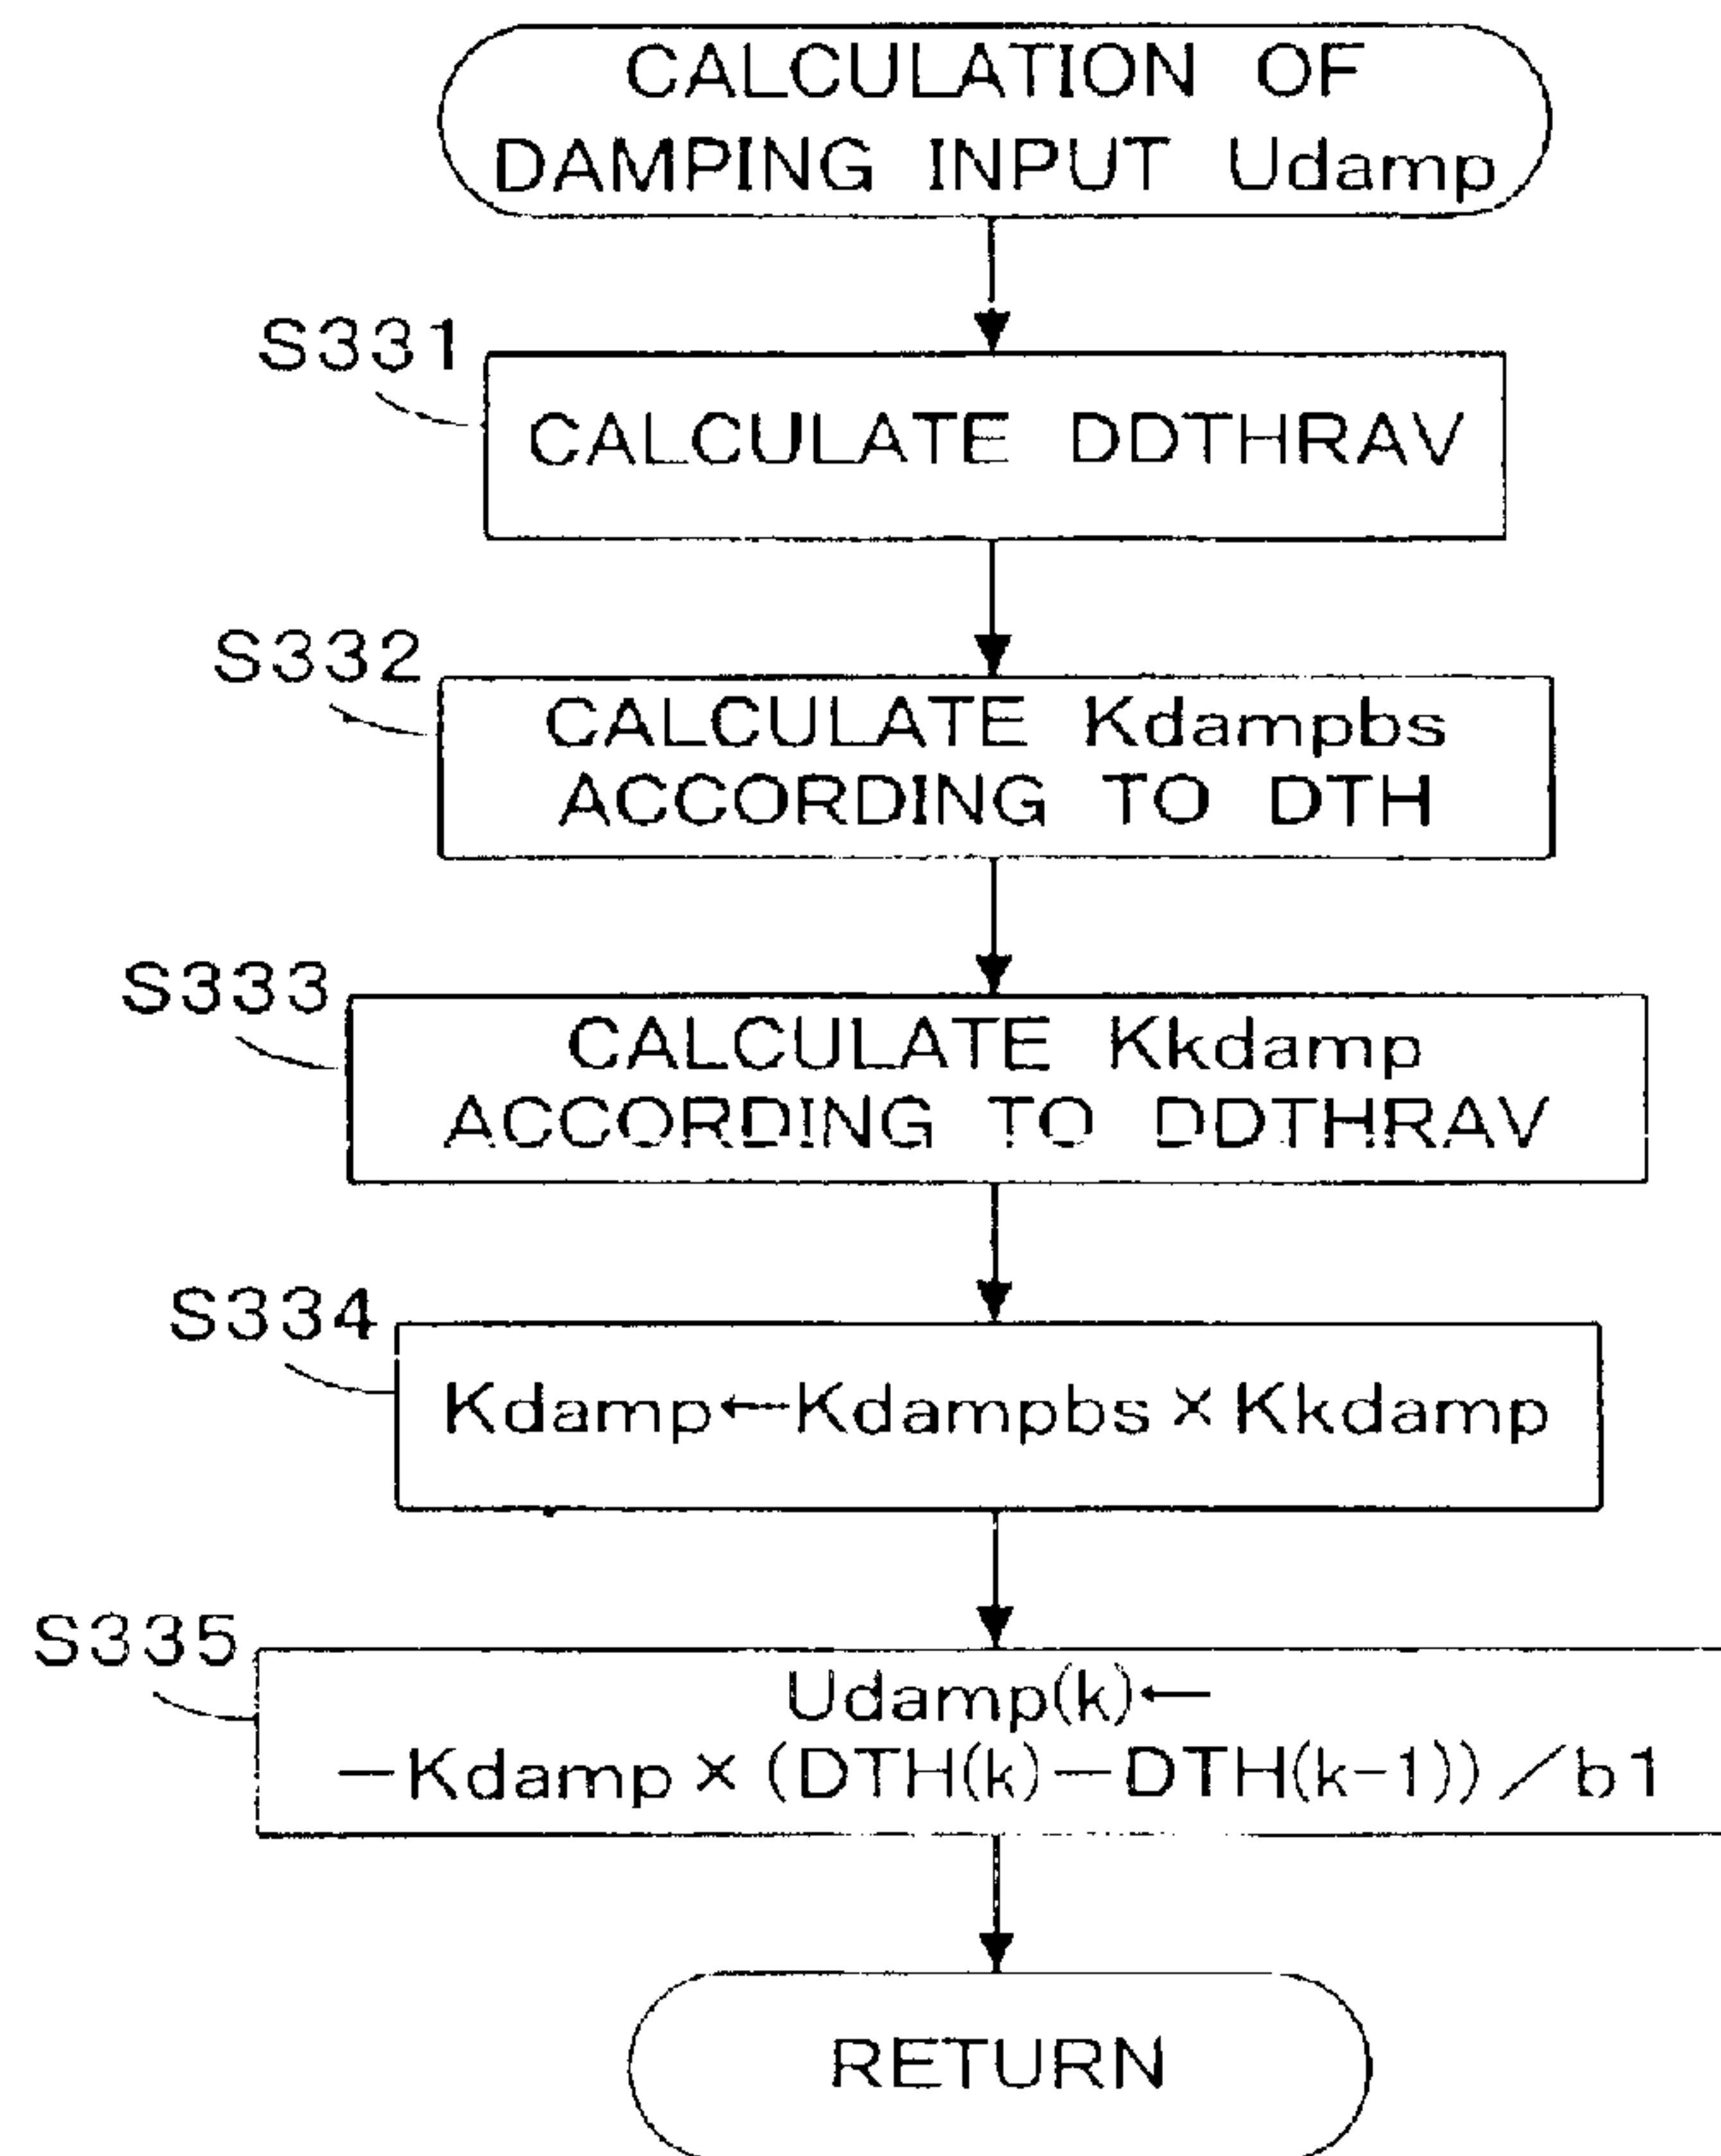 CALCULATION OF
DAMPING INPUT Udamp
S331
CALCULATE DDTHRAV
S332
CALCULATE Kdampbs
ACCORDING TO DTH
S333
CALCULATE Kkdamp
ACCORDING TO DDTHRAV
S334
Kdamp←Kdampbs×Kkdamp
S335
Udamp(k)←
−Kdamp×(DTH(k)−DTH(k−1))/b1
RETURN